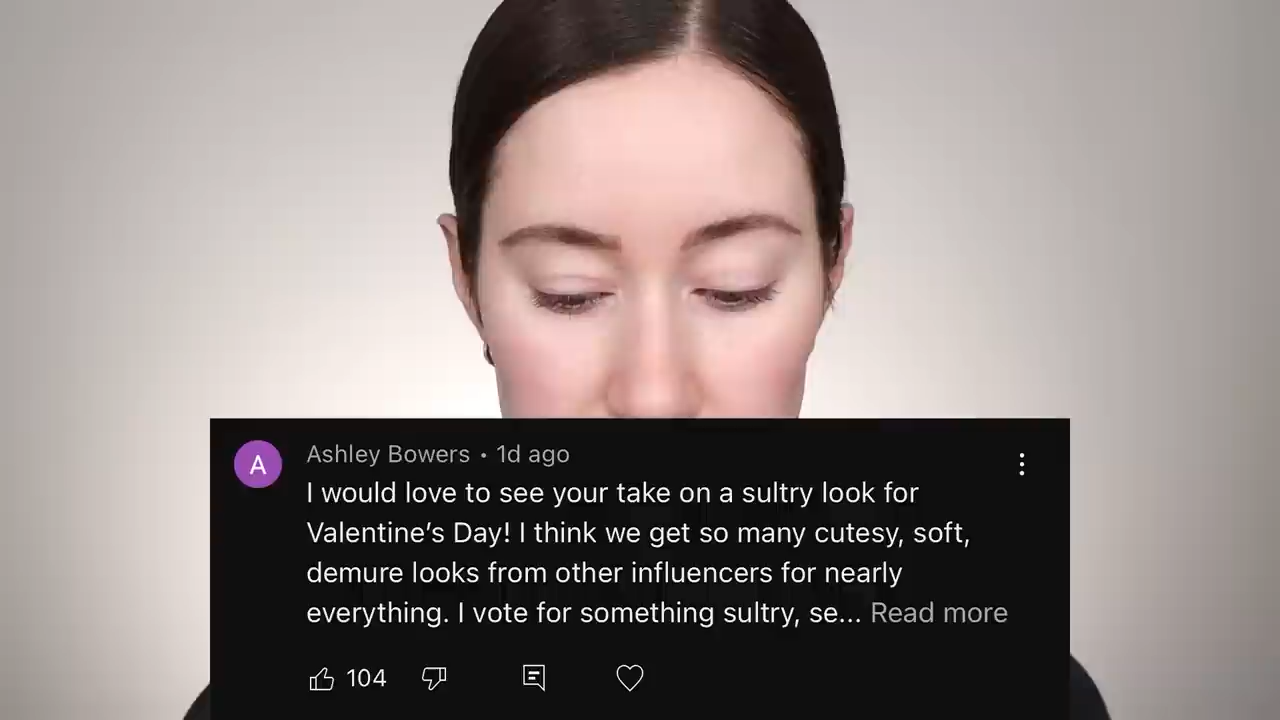 A
Ashley Bowers • 1d ago
I would love to see your take on a sultry look for
Valentine’s Day! I think we get so many cutesy, soft,
demure looks from other influencers for nearly
everything. I vote for something sultry, se... Read more
104